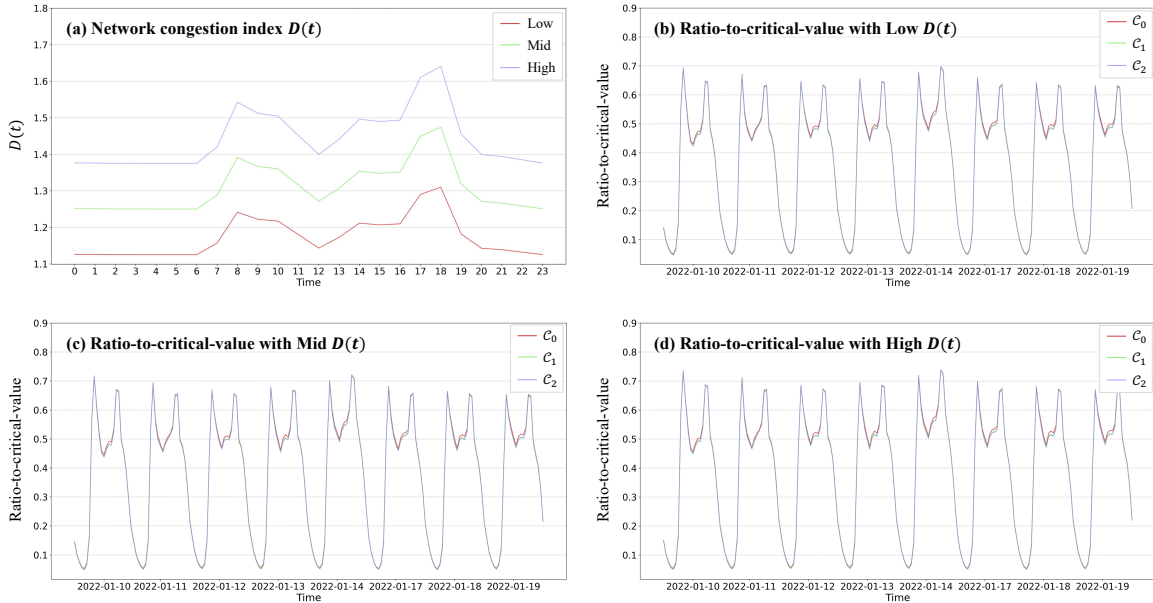 (a) Network congestion index D(t)
Low
Mid
High
D(t)
1.8
1.7
1.6
1.5
1.4
1.3
1.2
1.1
0 1 2 3 4 5 6 7 8 9 10 11 12 13 14 15 16 17 18 19 20 21 22 23
Time
(b) Ratio-to-critical-value with Low D(t)
C0
C1
C2
Ratio-to-critical-value
0.9
0.8
0.7
0.6
0.5
0.4
0.3
0.2
0.1
2022-01-10 2022-01-11 2022-01-12 2022-01-13 2022-01-14 2022-01-17 2022-01-18 2022-01-19
Time
(c) Ratio-to-critical-value with Mid D(t)
C0
C1
C2
Ratio-to-critical-value
0.9
0.8
0.7
0.6
0.5
0.4
0.3
0.2
0.1
2022-01-10 2022-01-11 2022-01-12 2022-01-13 2022-01-14 2022-01-17 2022-01-18 2022-01-19
Time
(d) Ratio-to-critical-value with High D(t)
C0
C1
C2
Ratio-to-critical-value
0.9
0.8
0.7
0.6
0.5
0.4
0.3
0.2
0.1
2022-01-10 2022-01-11 2022-01-12 2022-01-13 2022-01-14 2022-01-17 2022-01-18 2022-01-19
Time